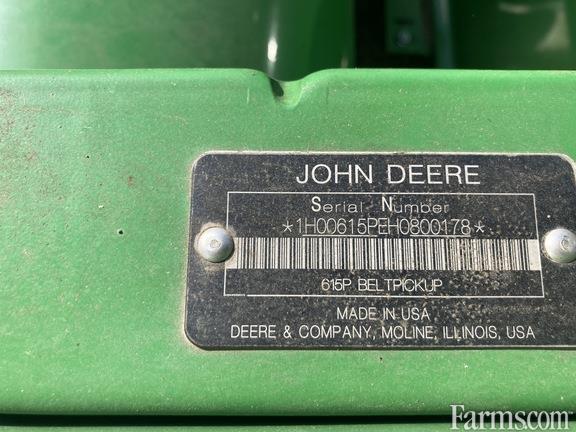 JOHN DEERE
Serial Number
*1H00615PEH0800178*
615P BELTPICKUP
MADE IN USA
DEERE & COMPANY, MOLINE, ILLINOIS, USA
Farms.com